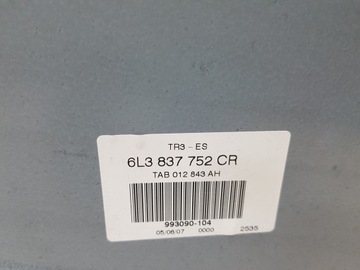 TR3 - ES
6L3 837 752 CR
TAB 012 843 AH
993090-104
05/06/07 0000 2535